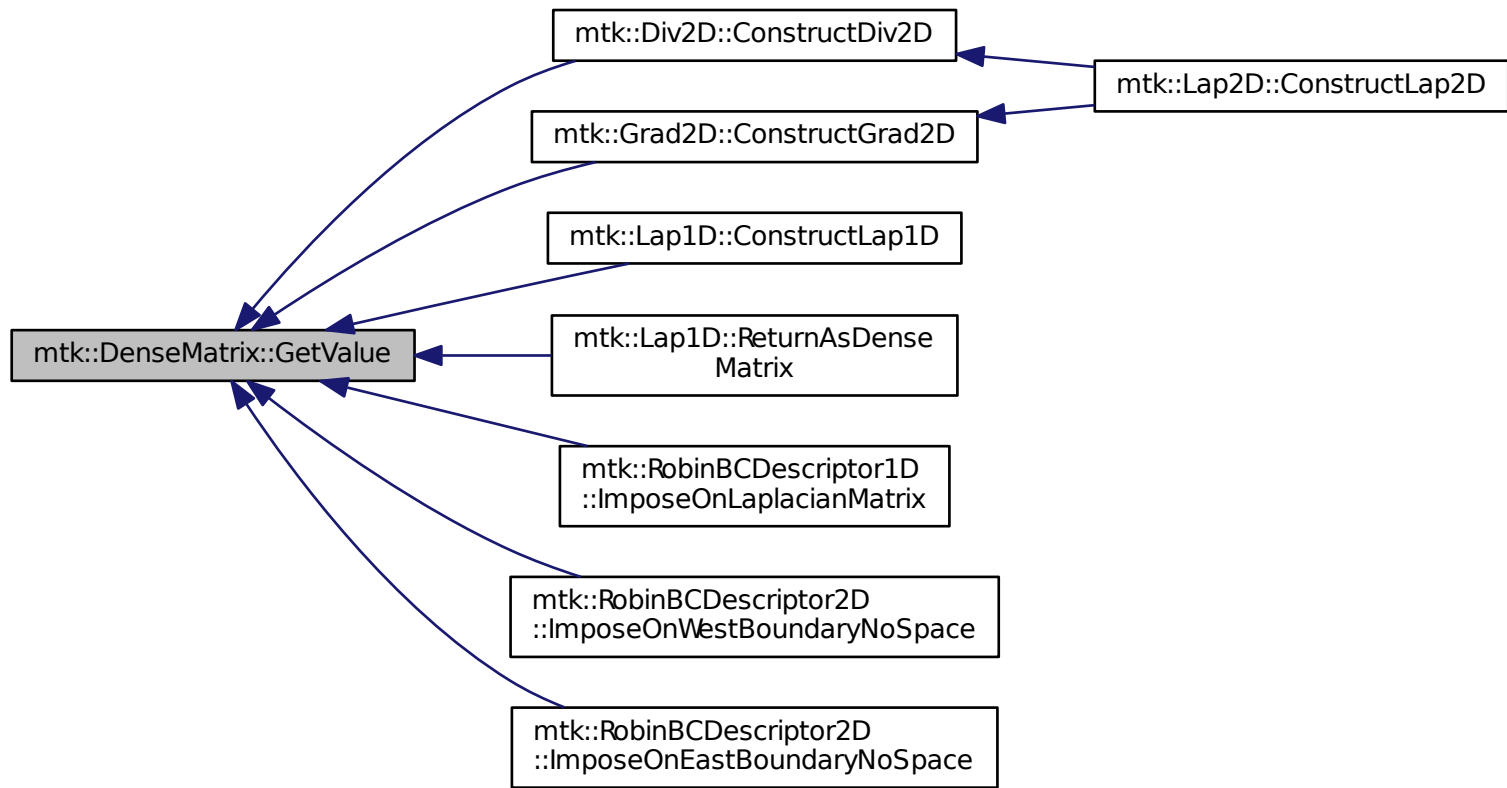 mtk::Div2D::ConstructDiv2D
mtk::Lap2D::ConstructLap2D
mtk::Grad2D::ConstructGrad2D
mtk::Lap1D::ConstructLap1D
mtk::DenseMatrix::GetValue
mtk::Lap1D::ReturnAsDense
Matrix
mtk::RobinBCDescriptor1D
::ImposeOnLaplacianMatrix
mtk::RobinBCDescriptor2D
::ImposeOnWestBoundaryNoSpace
mtk::RobinBCDescriptor2D
::ImposeOnEastBoundaryNoSpace